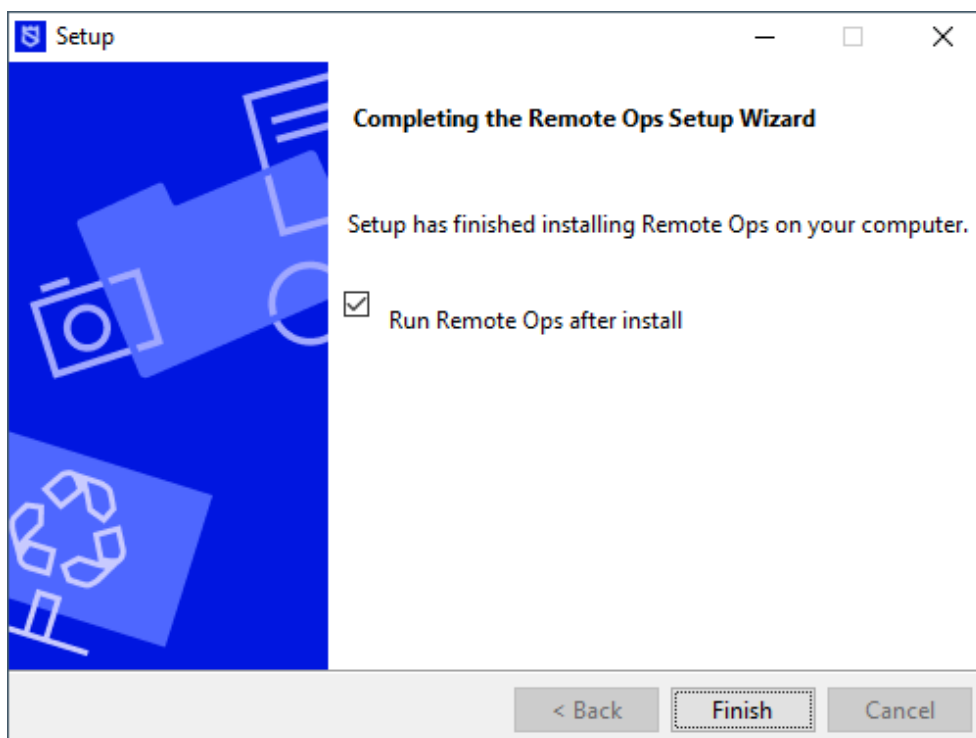 Setup
Completing the Remote Ops Setup Wizard
Setup has finished installing Remote Ops on your computer.
Run Remote Ops after install
< Back
Finish
Cancel